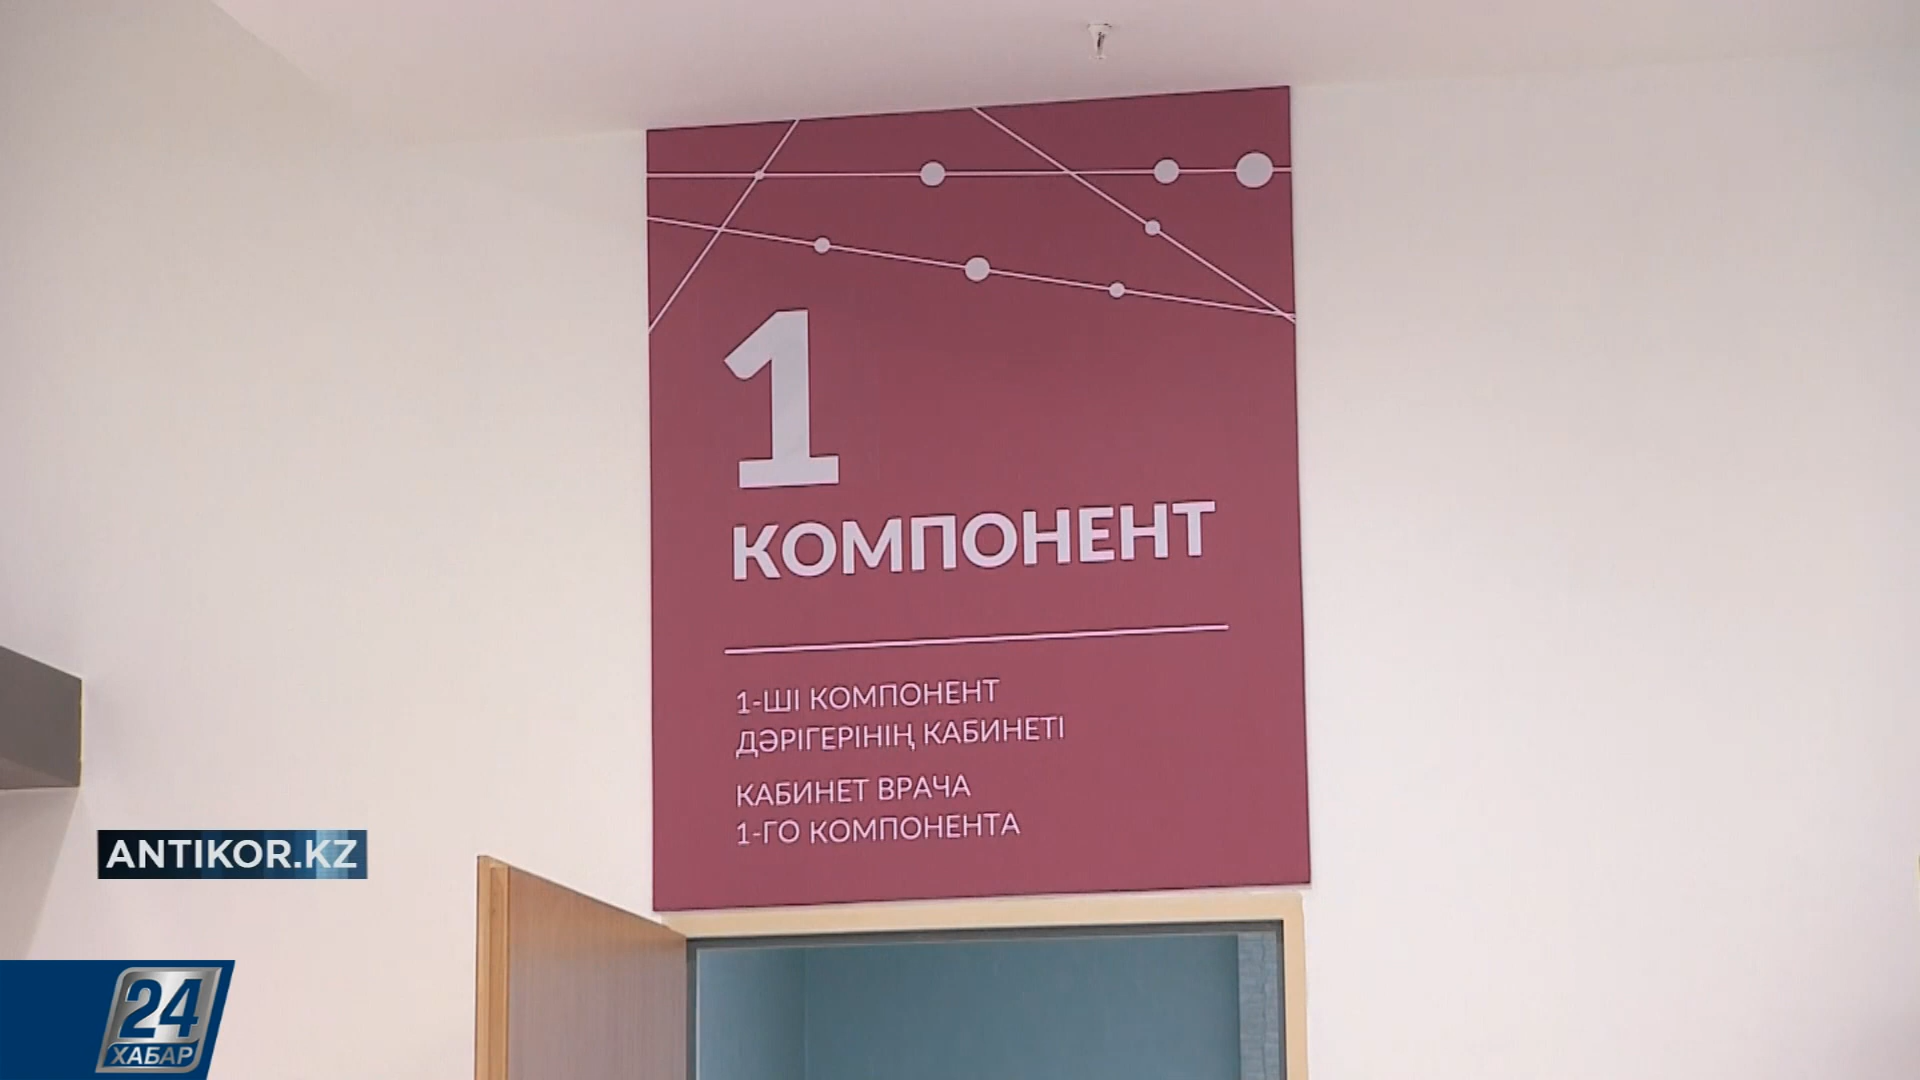 1
КОМПОНЕНТ
1-ШІ КОМПОНЕНТ
ДӘРІГЕРІНІҢ КАБИНЕТІ
КАБИНЕТ ВРАЧА
1-ГО КОМПОНЕНТА
ANTIKOR.KZ
24
ХАБАР